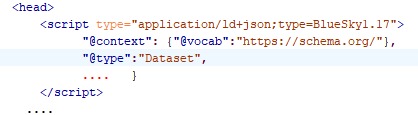 <head>
<script type="application/ld+json;type=BlueSky1.17">
"@context": {"@vocab":"https://schema.org/"},
"@type":"Dataset",
.... }
</script>
....